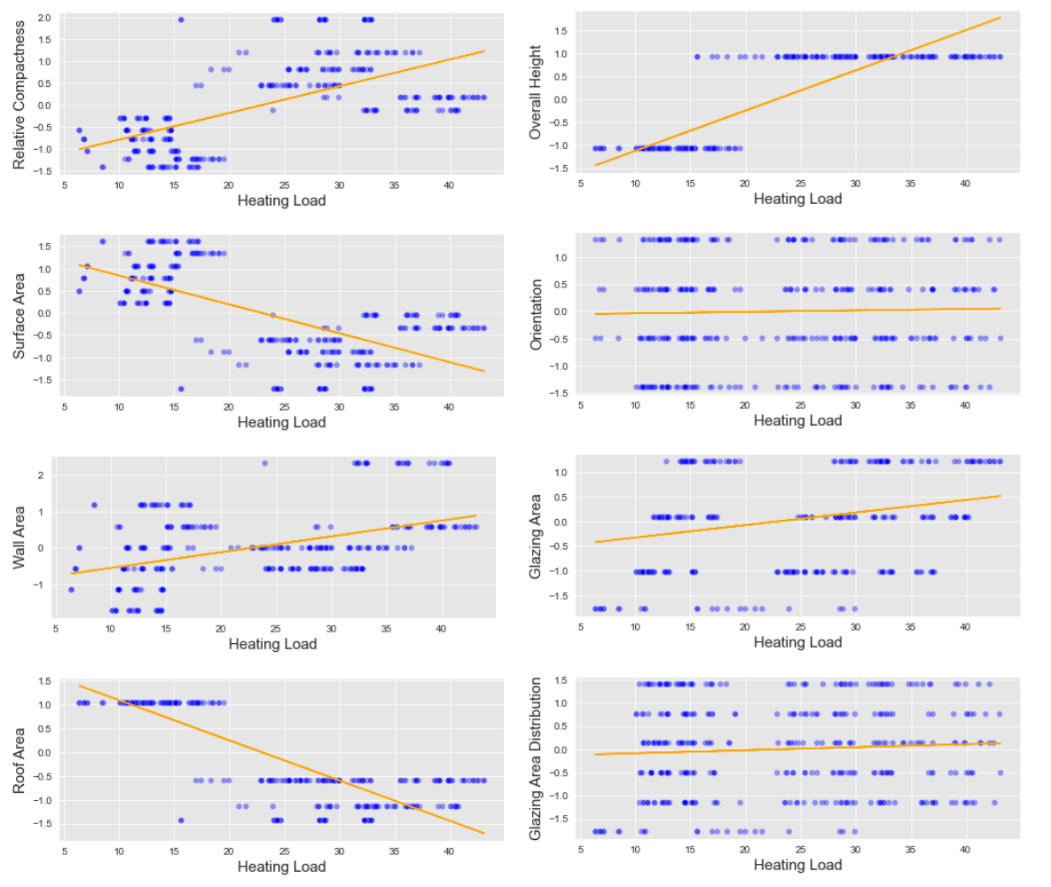 Relative Compactness
2.0
1.5
1.0
0.5
0.0
−0.5
−1.0
−1.5
5 10 15 20 25 30 35 40
Heating Load
Overall Height
1.5
1.0
0.5
0.0
−0.5
−1.0
−1.5
5 10 15 20 25 30 35 40
Heating Load
Surface Area
1.5
1.0
0.5
0.0
−0.5
−1.0
−1.5
5 10 15 20 25 30 35 40
Heating Load
Orientation
1.0
0.5
0.0
−0.5
−1.0
−1.5
5 10 15 20 25 30 35 40
Heating Load
Wall Area
2
1
0
−1
5 10 15 20 25 30 35 40
Heating Load
Glazing Area
1.0
0.5
0.0
−0.5
−1.0
−1.5
5 10 15 20 25 30 35 40
Heating Load
Roof Area
1.5
1.0
0.5
0.0
−0.5
−1.0
−1.5
5 10 15 20 25 30 35 40
Heating Load
Glazing Area Distribution
1.5
1.0
0.5
0.0
−0.5
−1.0
−1.5
5 10 15 20 25 30 35 40
Heating Load